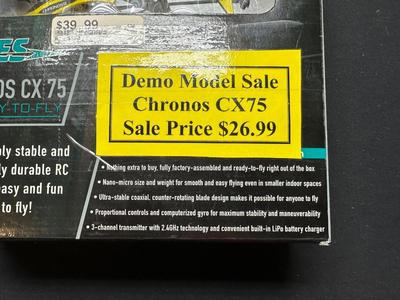 $39.99
ES
OS CX 75
Y-TO-FLY
Demo Model Sale
Chronos CX75
Sale Price $26.99
ly stable and
ly durable RC
easy and fun
to fly!
• Nothing extra to buy, fully factory-assembled and ready-to-fly right out of the box
• Nano-micro size and weight for smooth and easy flying even in smaller indoor spaces
• Ultra-stable coaxial, counter-rotating blade design makes it possible for anyone to fly
• Proportional controls and computerized gyro for maximum stability and maneuverability
• 3-channel transmitter with 2.4GHz technology and convenient built-in LiPo battery charger